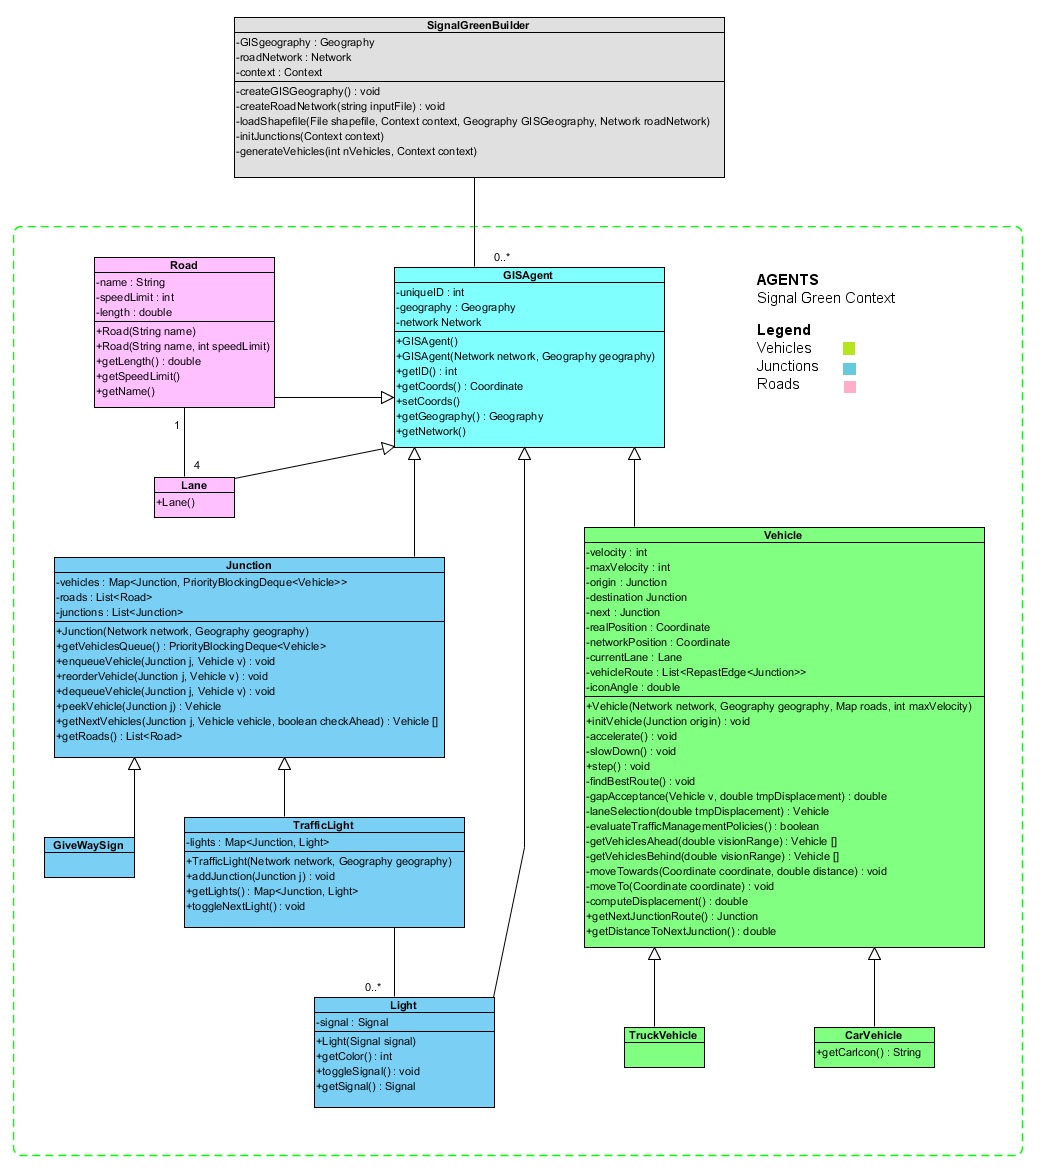 SignalGreenBuilder
-GISgeography : Geography
-roadNetwork : Network
-context : Context
-createGISGeography() : void
-createRoadNetwork(string inputFile) : void
-loadShapefile(File shapefile, Context context, Geography GISGeography, Network roadNetwork)
-initJunctions(Context context)
-generateVehicles(int nVehicles, Context context)
0..*
Road
-name : String
-speedLimit : int
-length : double
+Road(String name)
+Road(String name, int speedLimit)
+getLength() : double
+getSpeedLimit()
+getName()
GISAgent
-uniqueID : int
-geography : Geography
-network Network
+GISAgent()
+GISAgent(Network network, Geography geography)
+getID() : int
+getCoords() : Coordinate
+setCoords()
+getGeography() : Geography
+getNetwork()
AGENTS
Signal Green Context
Legend
Vehicles
Junctions
Roads
1
4
Lane
+Lane()
Junction
-vehicles : Map<Junction, PriorityBlockingDeque<Vehicle>>
-roads : List<Road>
-junctions : List<Junction>
+Junction(Network network, Geography geography)
+getVehiclesQueue() : PriorityBlockingDeque<Vehicle>
+enqueueVehicle(Junction j, Vehicle v) : void
+reorderVehicle(Junction j, Vehicle v) : void
+dequeueVehicle(Junction j, Vehicle v) : void
+peekVehicle(Junction j) : Vehicle
+getNextVehicles(Junction j, Vehicle vehicle, boolean checkAhead) : Vehicle []
+getRoads() : List<Road>
Vehicle
-velocity : int
-maxVelocity : int
-origin : Junction
-destination Junction
-next : Junction
-realPosition : Coordinate
-networkPosition : Coordinate
-currentLane : Lane
-vehicleRoute : List<RepastEdge<Junction>>
-iconAngle : double
+Vehicle(Network network, Geography geography, Map roads, int maxVelocity)
+initVehicle(Junction origin) : void
-accelerate() : void
-slowDown() : void
+step() : void
-findBestRoute() : void
-gapAcceptance(Vehicle v, double tmpDisplacement) : double
-laneSelection(double tmpDisplacement) : Vehicle
-evaluateTrafficManagementPolicies() : boolean
-getVehiclesAhead(double visionRange) : Vehicle []
-getVehiclesBehind(double visionRange) : Vehicle []
-moveTowards(Coordinate coordinate, double distance) : void
-moveTo(Coordinate coordinate) : void
-computeDisplacement() : double
+getNextJunctionRoute() : Junction
+getDistanceToNextJunction() : double
GiveWaySign
TrafficLight
-lights : Map<Junction, Light>
+TrafficLight(Network network, Geography geography)
+addJunction(Junction j) : void
+getLights() : Map<Junction, Light>
+toggleNextLight() : void
0..*
Light
-signal : Signal
+Light(Signal signal)
+getColor() : int
+toggleSignal() : void
+getSignal() : Signal
TruckVehicle
CarVehicle
+getCarIcon() : String